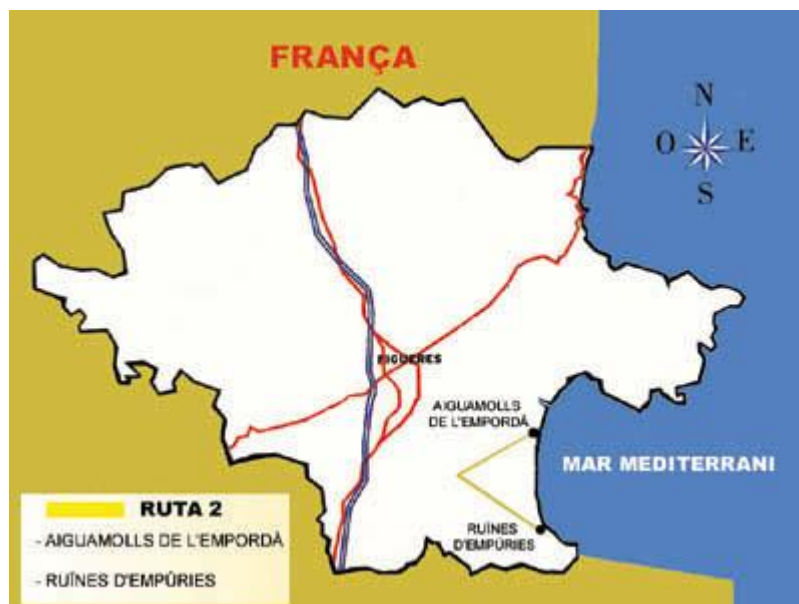 FRANÇA
N
O E
S
FIGUERES
AIGUAMOLLS
DE L'EMPORDÀ
MAR MEDITERRANI
RUÏNES
D'EMPÚRIES
RUTA 2
- AIGUAMOLLS DE L'EMPORDÀ
- RUÏNES D'EMPÚRIES